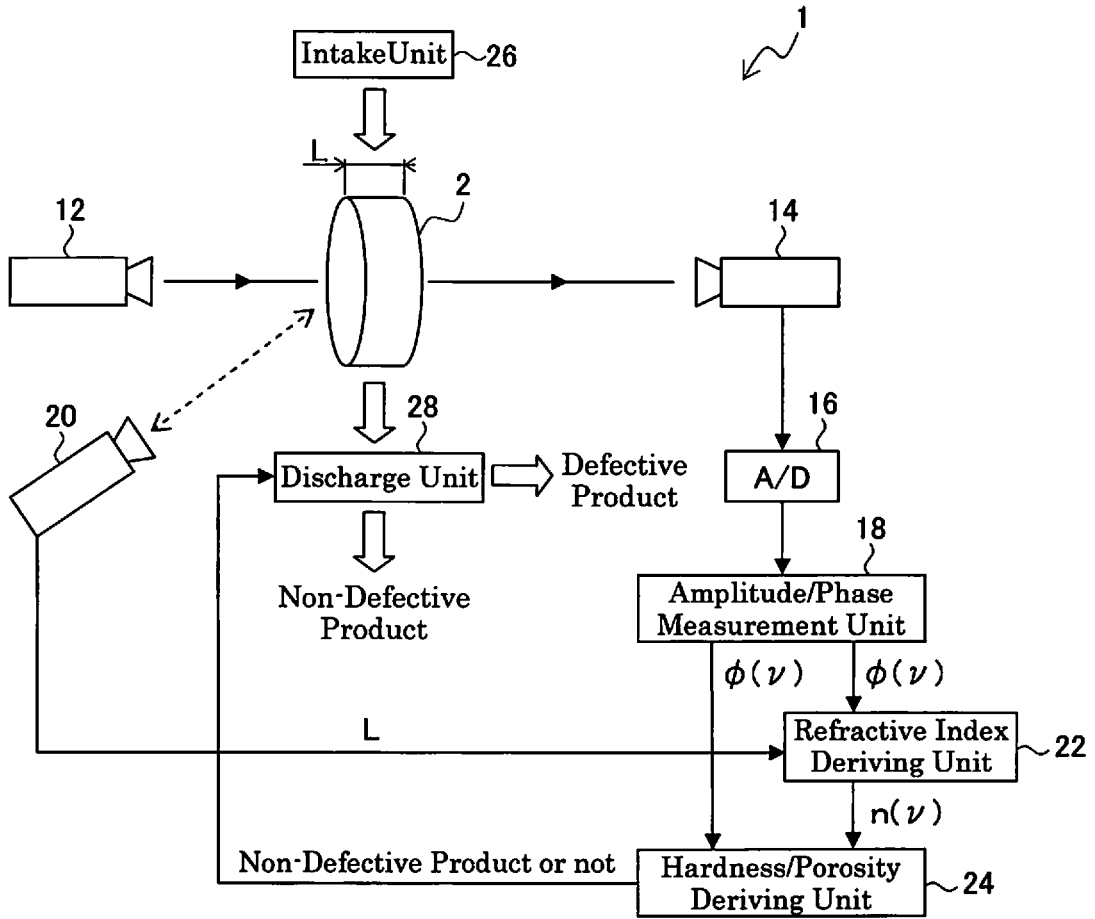 1
IntakeUnit
26
L
2
12
14
20
28
16
Discharge Unit
Defective
Product
A/D
18
Non-Defective
Product
Amplitude/Phase
Measurement Unit
ϕ(ν)
ϕ(ν)
L
Refractive Index
Deriving Unit
22
n(ν)
Non-Defective Product or not
Hardness/Porosity
Deriving Unit
24